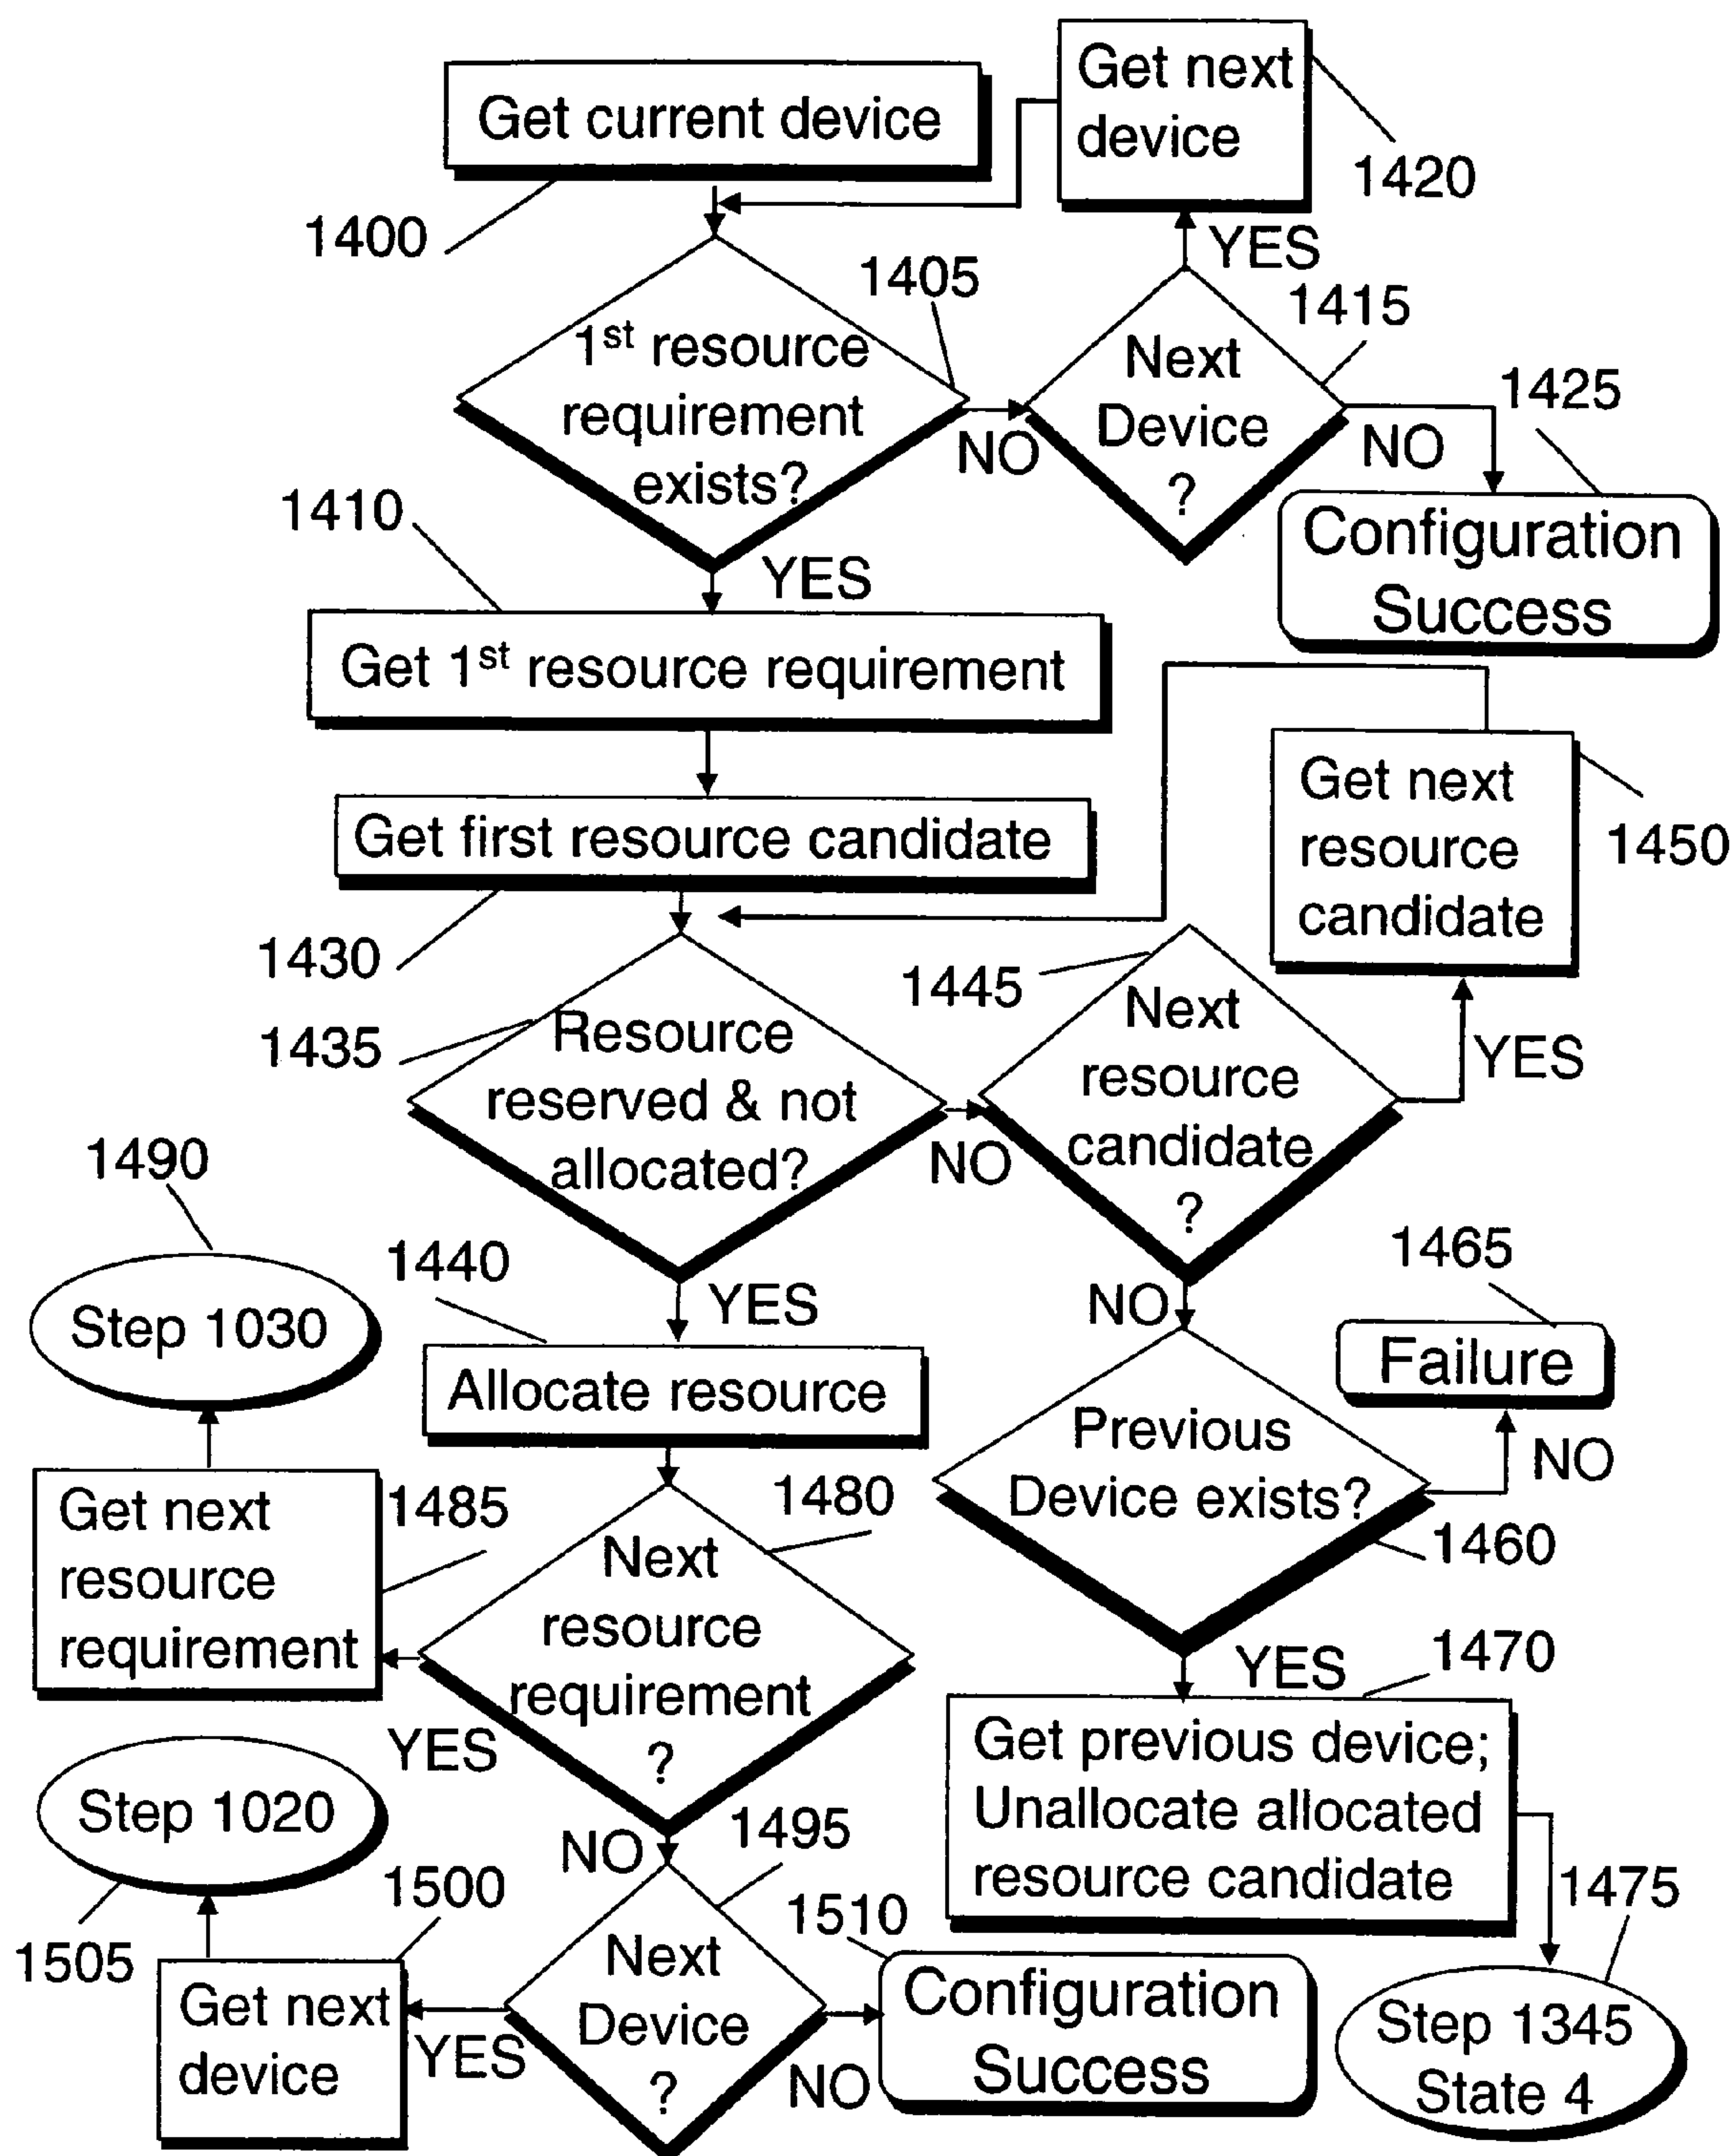 Get current device
Get next
device
1420
1400
YES
1405
1415
1st resource
requirement
exists?
Next
Device
?
1425
NO
NO
Configuration
Success
1410
YES
Get 1st resource requirement
Get next
resource
candidate
1450
Get first resource candidate
1430
1445
1435
Resource
reserved & not
allocated?
Next
resource
candidate
?
YES
NO
1490
Step 1030
1440
YES
NO
1465
Failure
Allocate resource
Previous
Device exists?
NO
1460
Get next
resource
requirement
1485
1480
Next
resource
requirement
?
YES
YES
1470
Get previous device;
Unallocate allocated
resource candidate
Step 1020
NO
1495
1475
1505
1500
1510
Get next
device
Next
Device
?
YES
NO
Configuration
Success
Step 1345
State 4